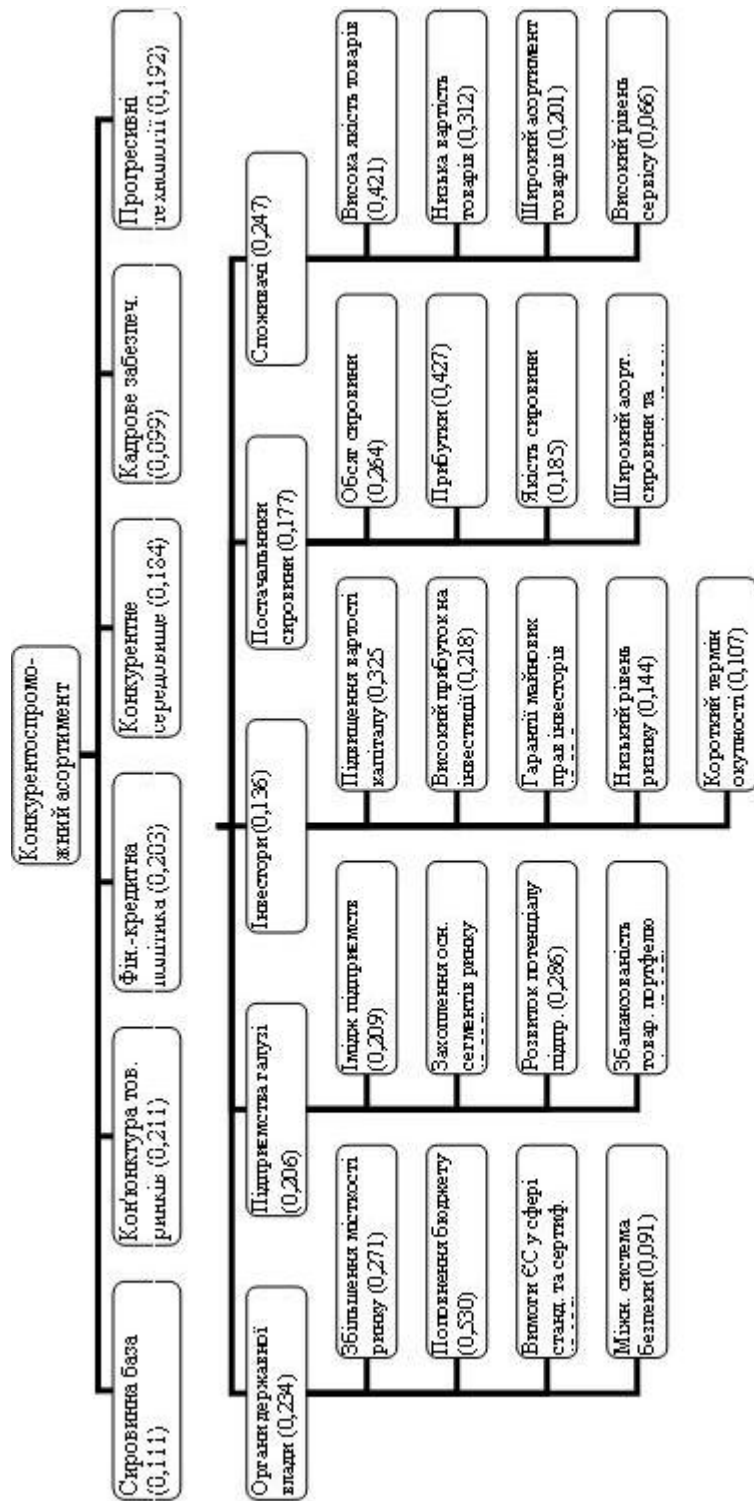 Конкурентоспромо-
жний асортимент
Сировинна база
(0,111)
Кон'юнктура тов.
ринків (0,211)
Фін.-кредитна
політика (0,203)
Конкурентне
середовище (0,184)
Кадрове забезпеч.
(0,099)
Прогресивні
технології (0,192)
Органи державної
влади (0,234)
Підприємства галузі
(0,206)
Інвестори (0,136)
Постачальники
сировини (0,177)
Споживачі (0,247)
Збільшення місткості
ринку (0,271)
Поповнення бюджету
(0,530)
Вимоги ЄС у сфері
станд. та сертиф.
Міжн. система
безпеки (0,091)
Імідж підприємств
(0,209)
Захоплення осн.
сегментів ринку
Розвиток потенціалу
підпр. (0,286)
Збалансованість
товар. портфелю
Підвищення вартості
капіталу (0,325
Високий прибуток на
інвестиції (0,218)
Гарантії майнових
прав інвесторів
Низький рівень
ризику (0,144)
Короткий термін
окупності (0,107)
Обсяг сировини
(0,264)
Прибутки (0,427)
Якість сировини
(0,185)
Широкий асорт.
сировини та
Висока якість товарів
(0,421)
Низька вартість
товарів (0,312)
Широкий асортимент
товарів (0,201)
Високий рівень
сервісу (0,066)